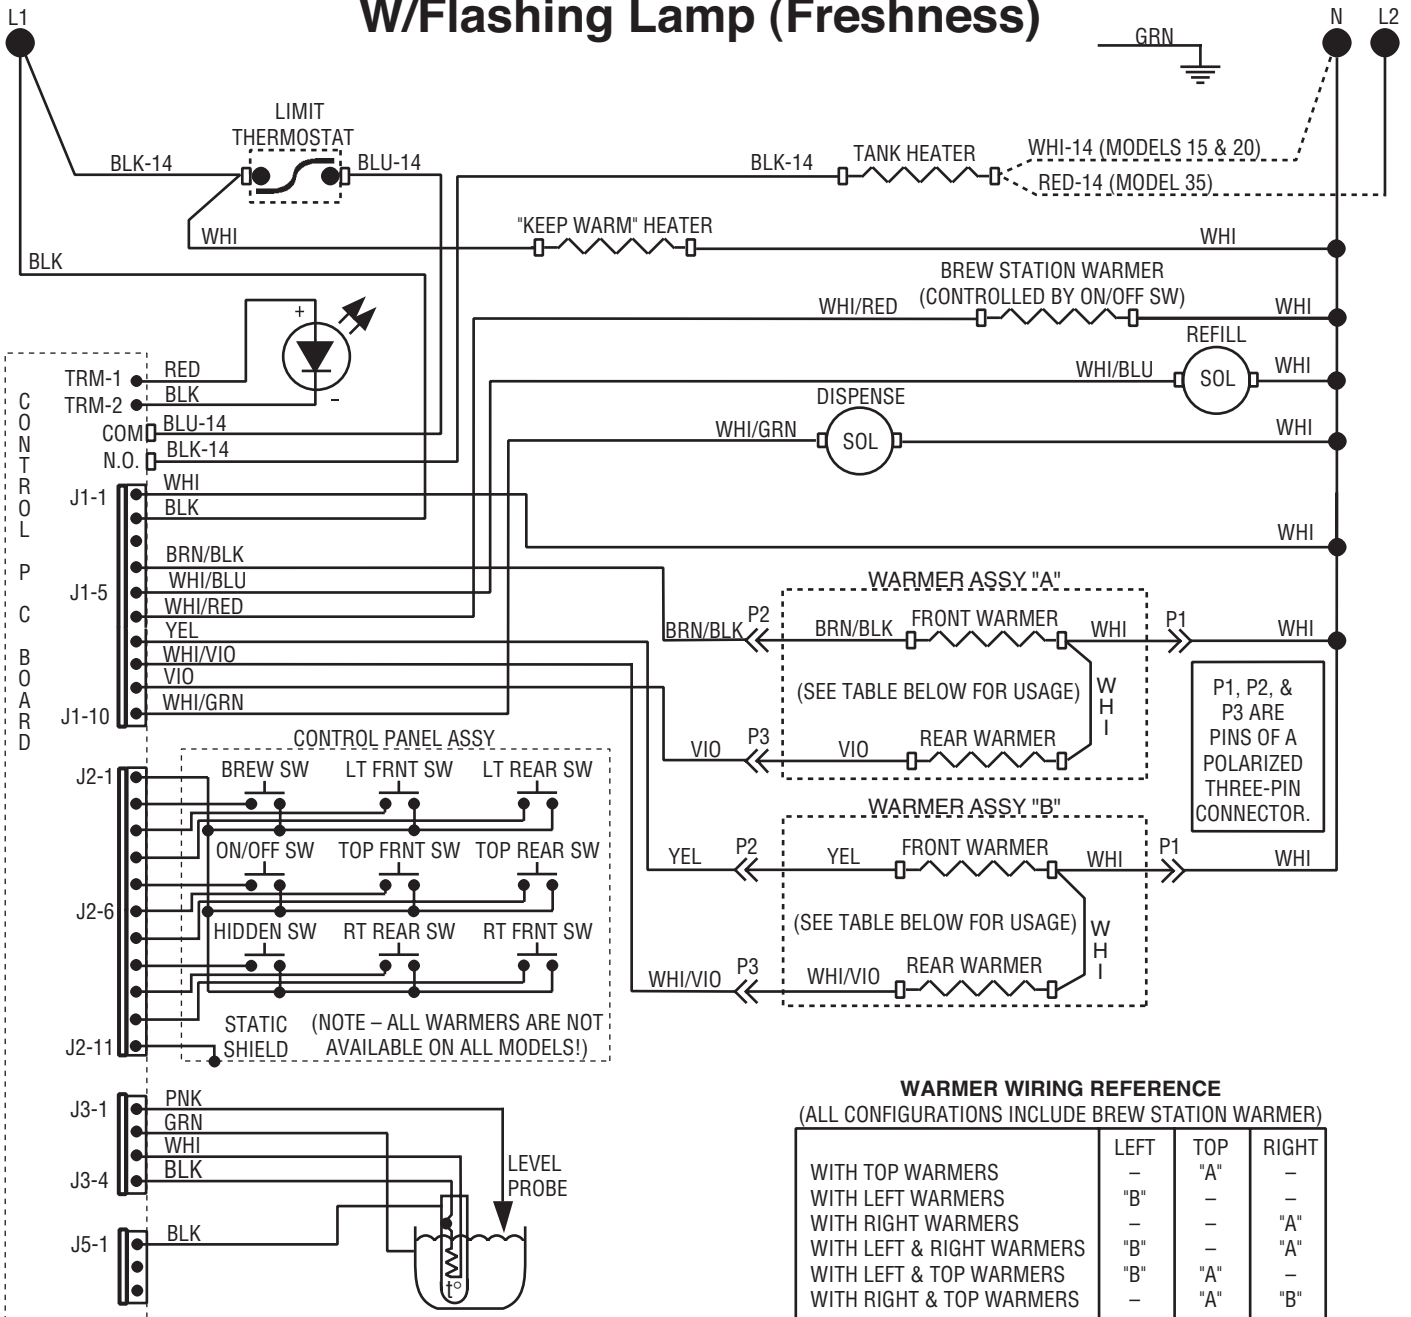 W/Flashing Lamp (Freshness)
L1
GRN
N
L2
LIMIT
THERMOSTAT
BLK-14
BLU-14
BLK-14
TANK HEATER
WHI-14 (MODELS 15 & 20)
RED-14 (MODEL 35)
"KEEP WARM" HEATER
WHI
WHI
BLK
BREW STATION WARMER
(CONTROLLED BY ON/OFF SW)
WHI/RED
WHI
REFILL
WHI/BLU
SOL
WHI
DISPENSE
WHI/GRN
SOL
WHI
+
–
CONTROL P C BOARD
TRM-1
RED
TRM-2
BLK
COM
BLU-14
N.O.
BLK-14
J1-1
WHI
BLK
WHI
BRN/BLK
J1-5
WHI/BLU
WHI/RED
YEL
WHI/VIO
VIO
J1-10
WHI/GRN
WARMER ASSY "A"
BRN/BLK
P2
BRN/BLK
FRONT WARMER
WHI
P1
WHI
(SEE TABLE BELOW FOR USAGE)
WHI
VIO
P3
VIO
REAR WARMER
P1, P2, &
P3 ARE
PINS OF A
POLARIZED
THREE-PIN
CONNECTOR.
WARMER ASSY "B"
YEL
P2
YEL
FRONT WARMER
WHI
P1
WHI
(SEE TABLE BELOW FOR USAGE)
WHI
WHI/VIO
P3
WHI/VIO
REAR WARMER
CONTROL PANEL ASSY
J2-1
BREW SW
LT FRNT SW
LT REAR SW
ON/OFF SW
TOP FRNT SW
TOP REAR SW
J2-6
HIDDEN SW
RT REAR SW
RT FRNT SW
J2-11
STATIC
SHIELD
(NOTE – ALL WARMERS ARE NOT
AVAILABLE ON ALL MODELS!)
J3-1
PNK
GRN
WHI
J3-4
BLK
LEVEL
PROBE
J5-1
BLK
t°
WARMER WIRING REFERENCE
(ALL CONFIGURATIONS INCLUDE BREW STATION WARMER)
LEFT TOP RIGHT
WITH TOP WARMERS – "A" –
WITH LEFT WARMERS "B" – –
WITH RIGHT WARMERS – – "A"
WITH LEFT & RIGHT WARMERS "B" – "A"
WITH LEFT & TOP WARMERS "B" "A" –
WITH RIGHT & TOP WARMERS – "A" "B"